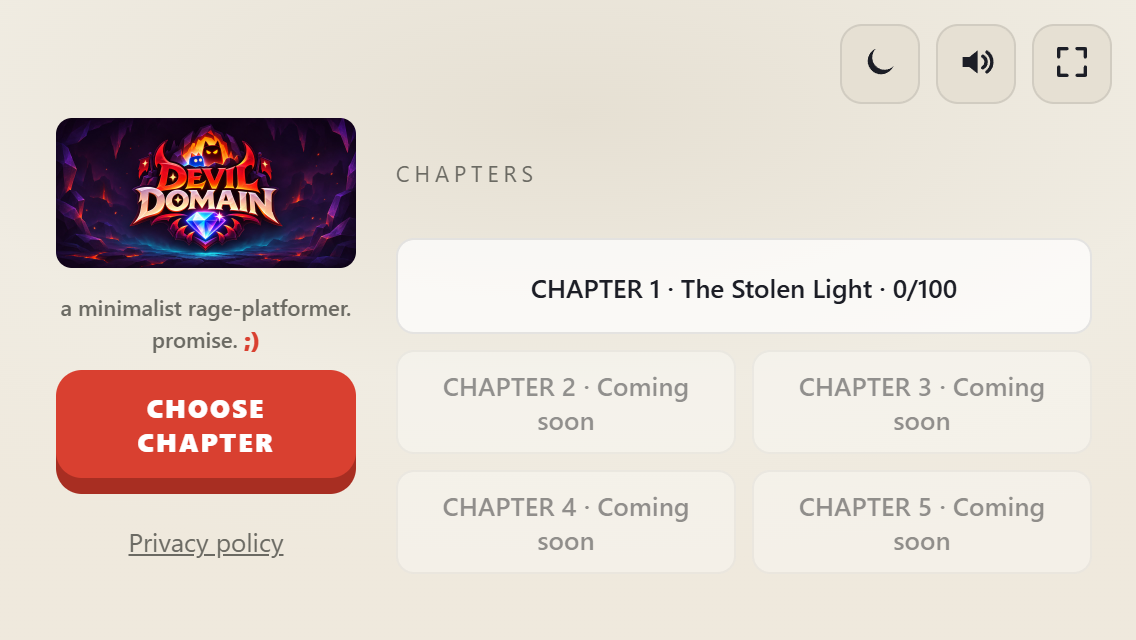 DEVIL
DOMAIN
a minimalist rage-platformer.
promise. ;)
CHOOSE
CHAPTER
Privacy policy
CHAPTERS
CHAPTER 1 · The Stolen Light · 0/100
CHAPTER 2 · Coming
soon
CHAPTER 3 · Coming
soon
CHAPTER 4 · Coming
soon
CHAPTER 5 · Coming
soon